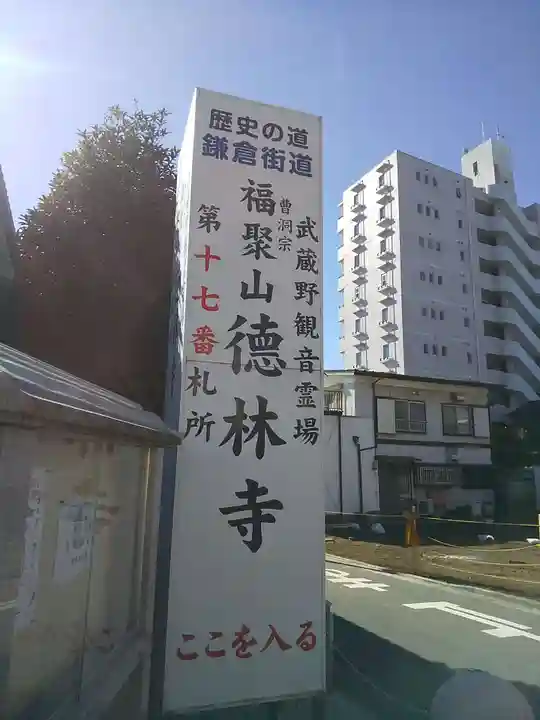 歴史の道
鎌倉街道
武蔵野観音霊場
曹洞宗
福聚山徳林寺
第十七番札所
ここを入る